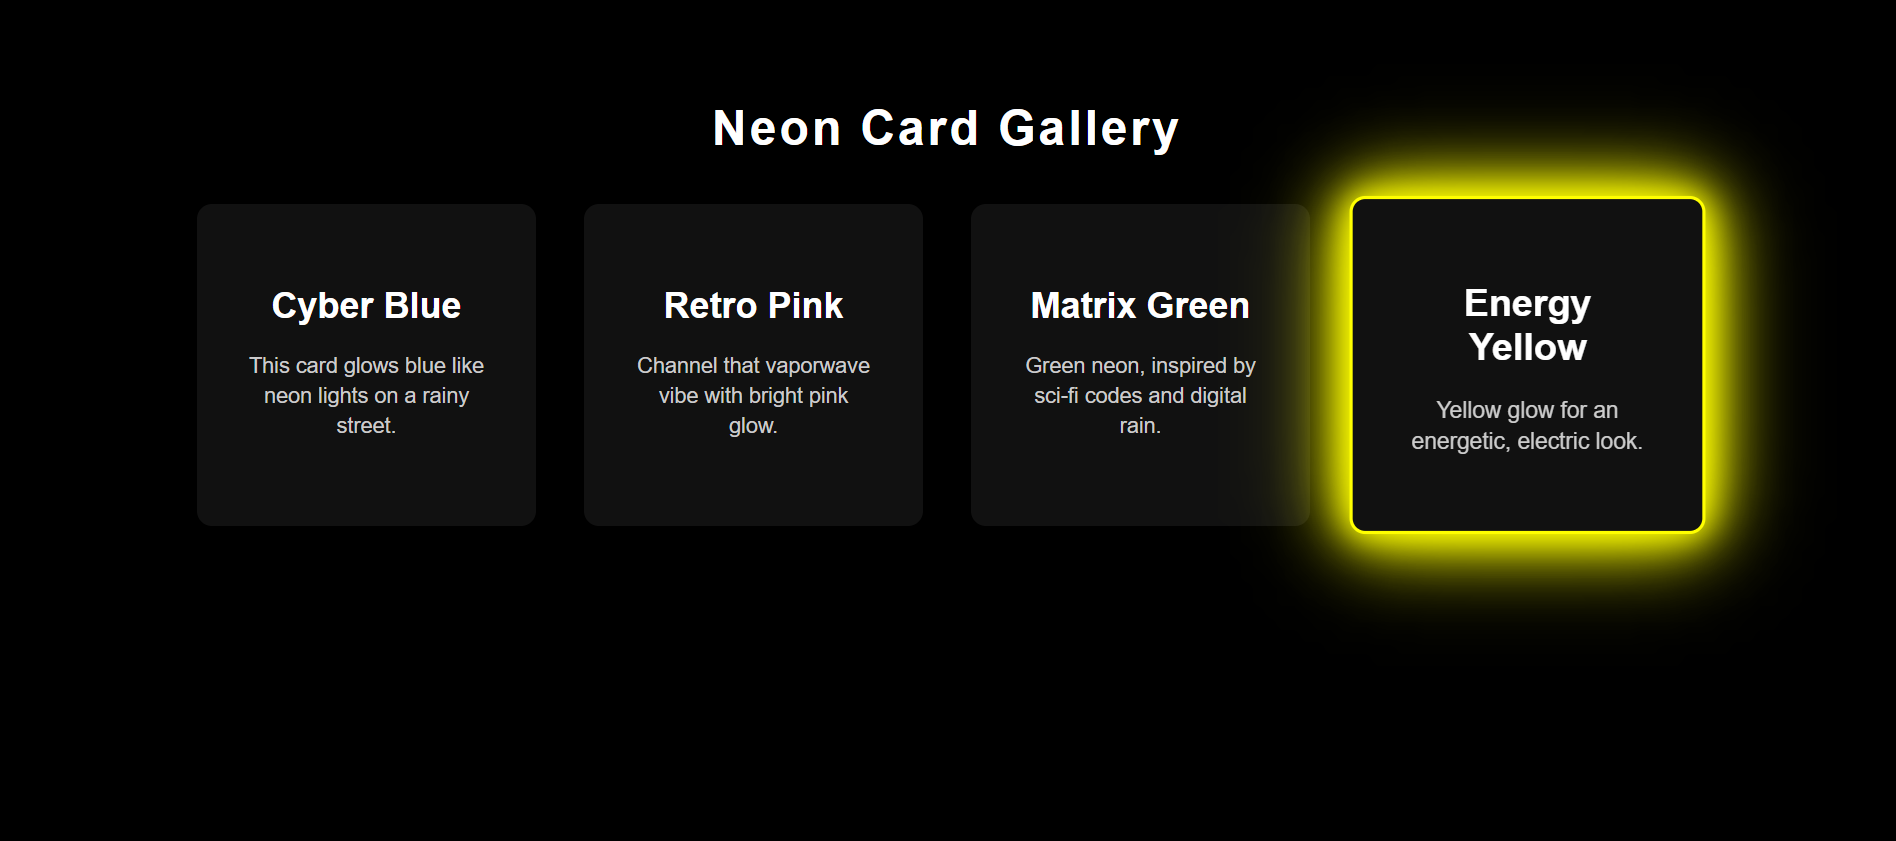 Neon Card Gallery
Cyber Blue
This card glows blue like
neon lights on a rainy
street.
Retro Pink
Channel that vaporwave
vibe with bright pink
glow.
Matrix Green
Green neon, inspired by
sci-fi codes and digital
rain.
Energy
Yellow
Yellow glow for an
energetic, electric look.